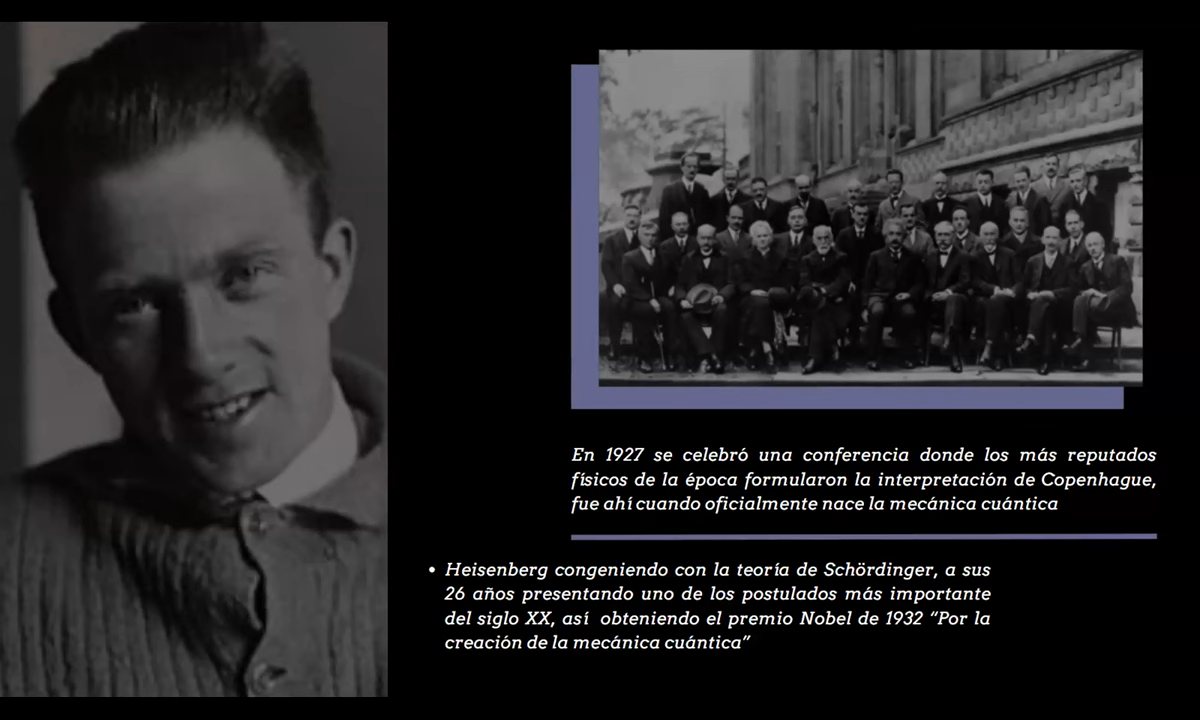 En 1927 se celebró una conferencia donde los más reputados
físicos de la época formularon la interpretación de Copenhague,
fue ahí cuando oficialmente nace la mecánica cuántica
• Heisenberg congeniendo con la teoría de Schördinger, a sus
26 años presentando uno de los postulados más importante
del siglo XX, así obteniendo el premio Nobel de 1932 “Por la
creación de la mecánica cuántica”